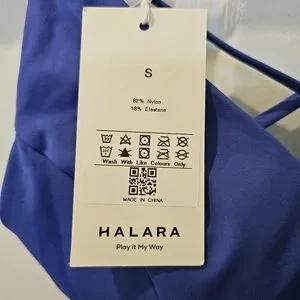 S
82% Nylon
18% Elastane
Wash With Like Colours Only
MADE IN CHINA
HALARA
Play it My Way